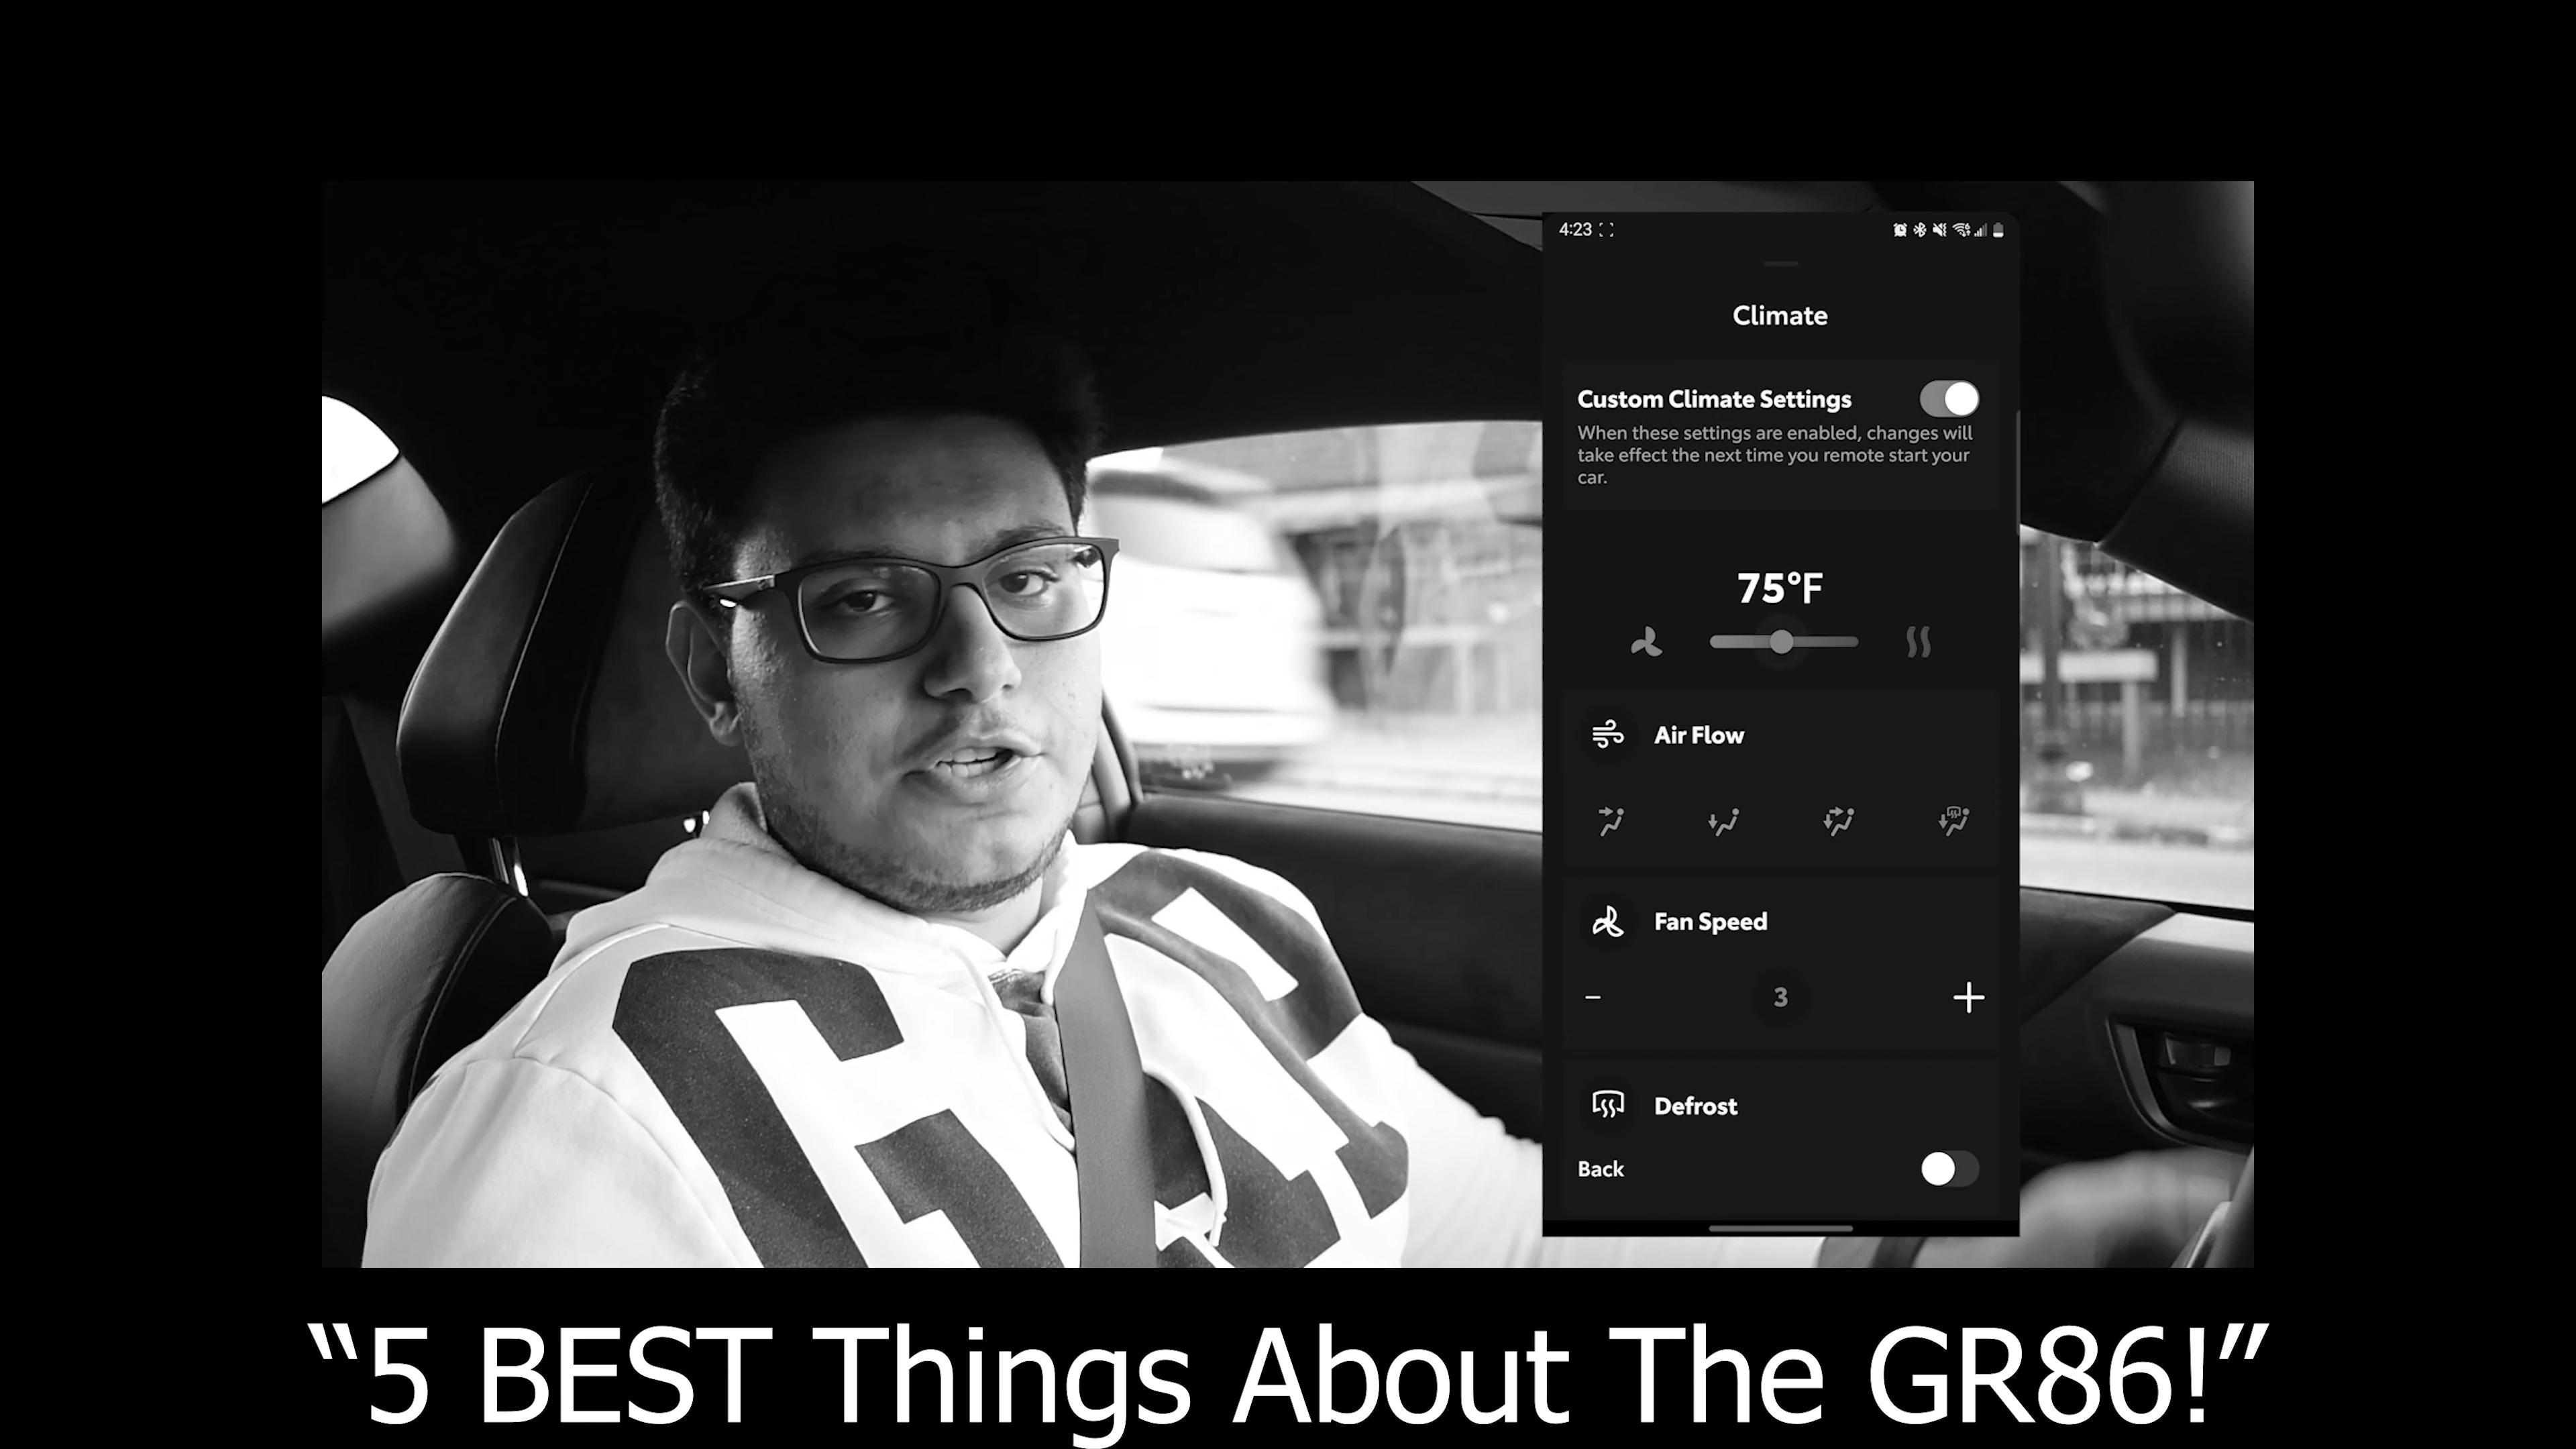 4:23
Climate
Custom Climate Settings
When these settings are enabled, changes will
take effect the next time you remote start your
car.
75°F
Air Flow
Fan Speed
3
Defrost
Back
“5 BEST Things About The GR86!”